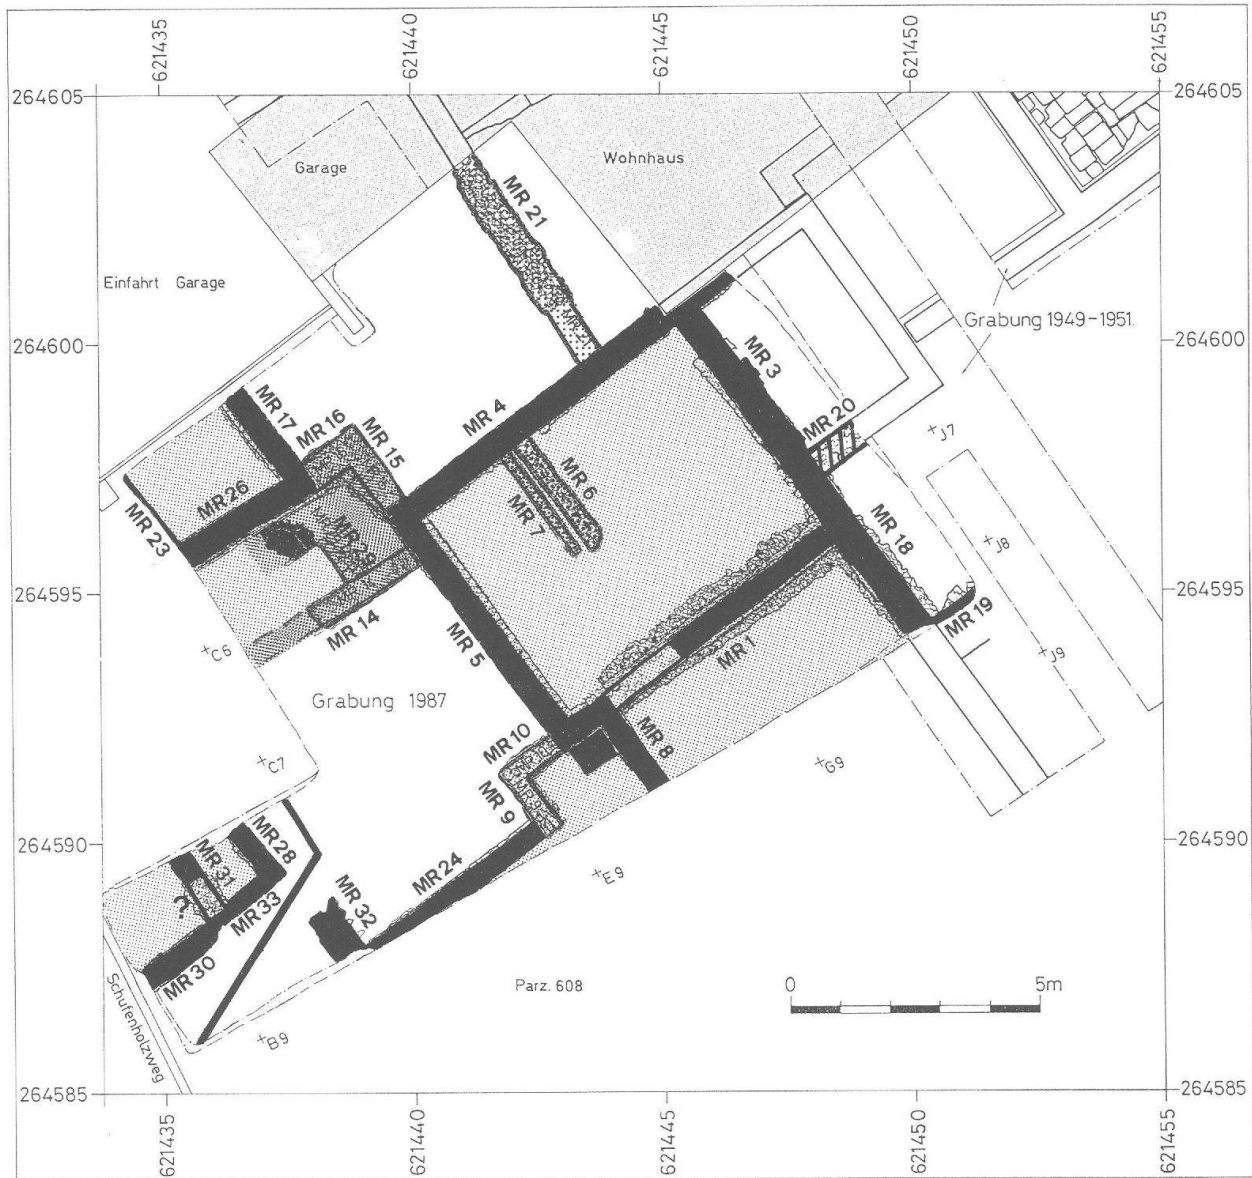 621435
621440
621445
621450
621455
264605
264605
Garage
Wohnhaus
MR 21
Einfahrt Garage
Grabung 1949-1951.
264600
264600
MR 3
MR 17
MR 16
MR 15
MR 4
MR 20
J7
MR 6
MR 7
MR 26
MR 23
MR 29
MR 18
J8
264595
264595
MR 14
MR 19
C6
MR 5
MR 1
J9
Grabung 1987
MR 10
MR 8
C7
G9
MR 9
264590
264590
MR 28
MR 31
MR 24
E9
?
MR 33
MR 32
MR 30
Parz. 608
0
5m
Schufenholzweg
B9
264585
264585
621435
621440
621445
621450
621455